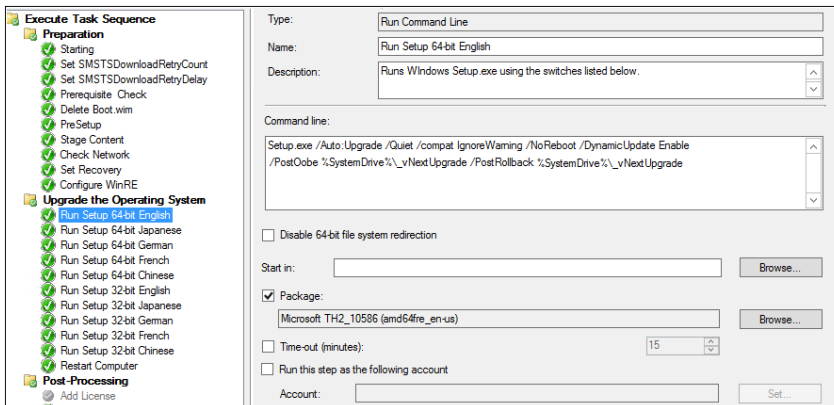 Execute Task Sequence
Preparation
Starting
Set SMSTSDownloadRetryCount
Set SMSTSDownloadRetryDelay
Prerequisite Check
Delete Boot.wim
PreSetup
Stage Content
Check Network
Set Recovery
Configure WinRE
Upgrade the Operating System
Run Setup 64-bit English
Run Setup 64-bit Japanese
Run Setup 64-bit German
Run Setup 64-bit French
Run Setup 64-bit Chinese
Run Setup 32-bit English
Run Setup 32-bit Japanese
Run Setup 32-bit German
Run Setup 32-bit French
Run Setup 32-bit Chinese
Restart Computer
Post-Processing
Add License
Type: Run Command Line
Name: Run Setup 64-bit English
Description: Runs WIndows Setup.exe using the switches listed below.
Command line:
Setup.exe /Auto:Upgrade /Quiet /compat IgnoreWarning /NoReboot /DynamicUpdate Enable
/PostOobe %SystemDrive%\_vNextUpgrade /PostRollback %SystemDrive%\_vNextUpgrade
Disable 64-bit file system redirection
Start in: Browse...
Package:
Microsoft TH2_10586 (amd64fre_en-us) Browse...
Time-out (minutes): 15
Run this step as the following account
Account: Set...